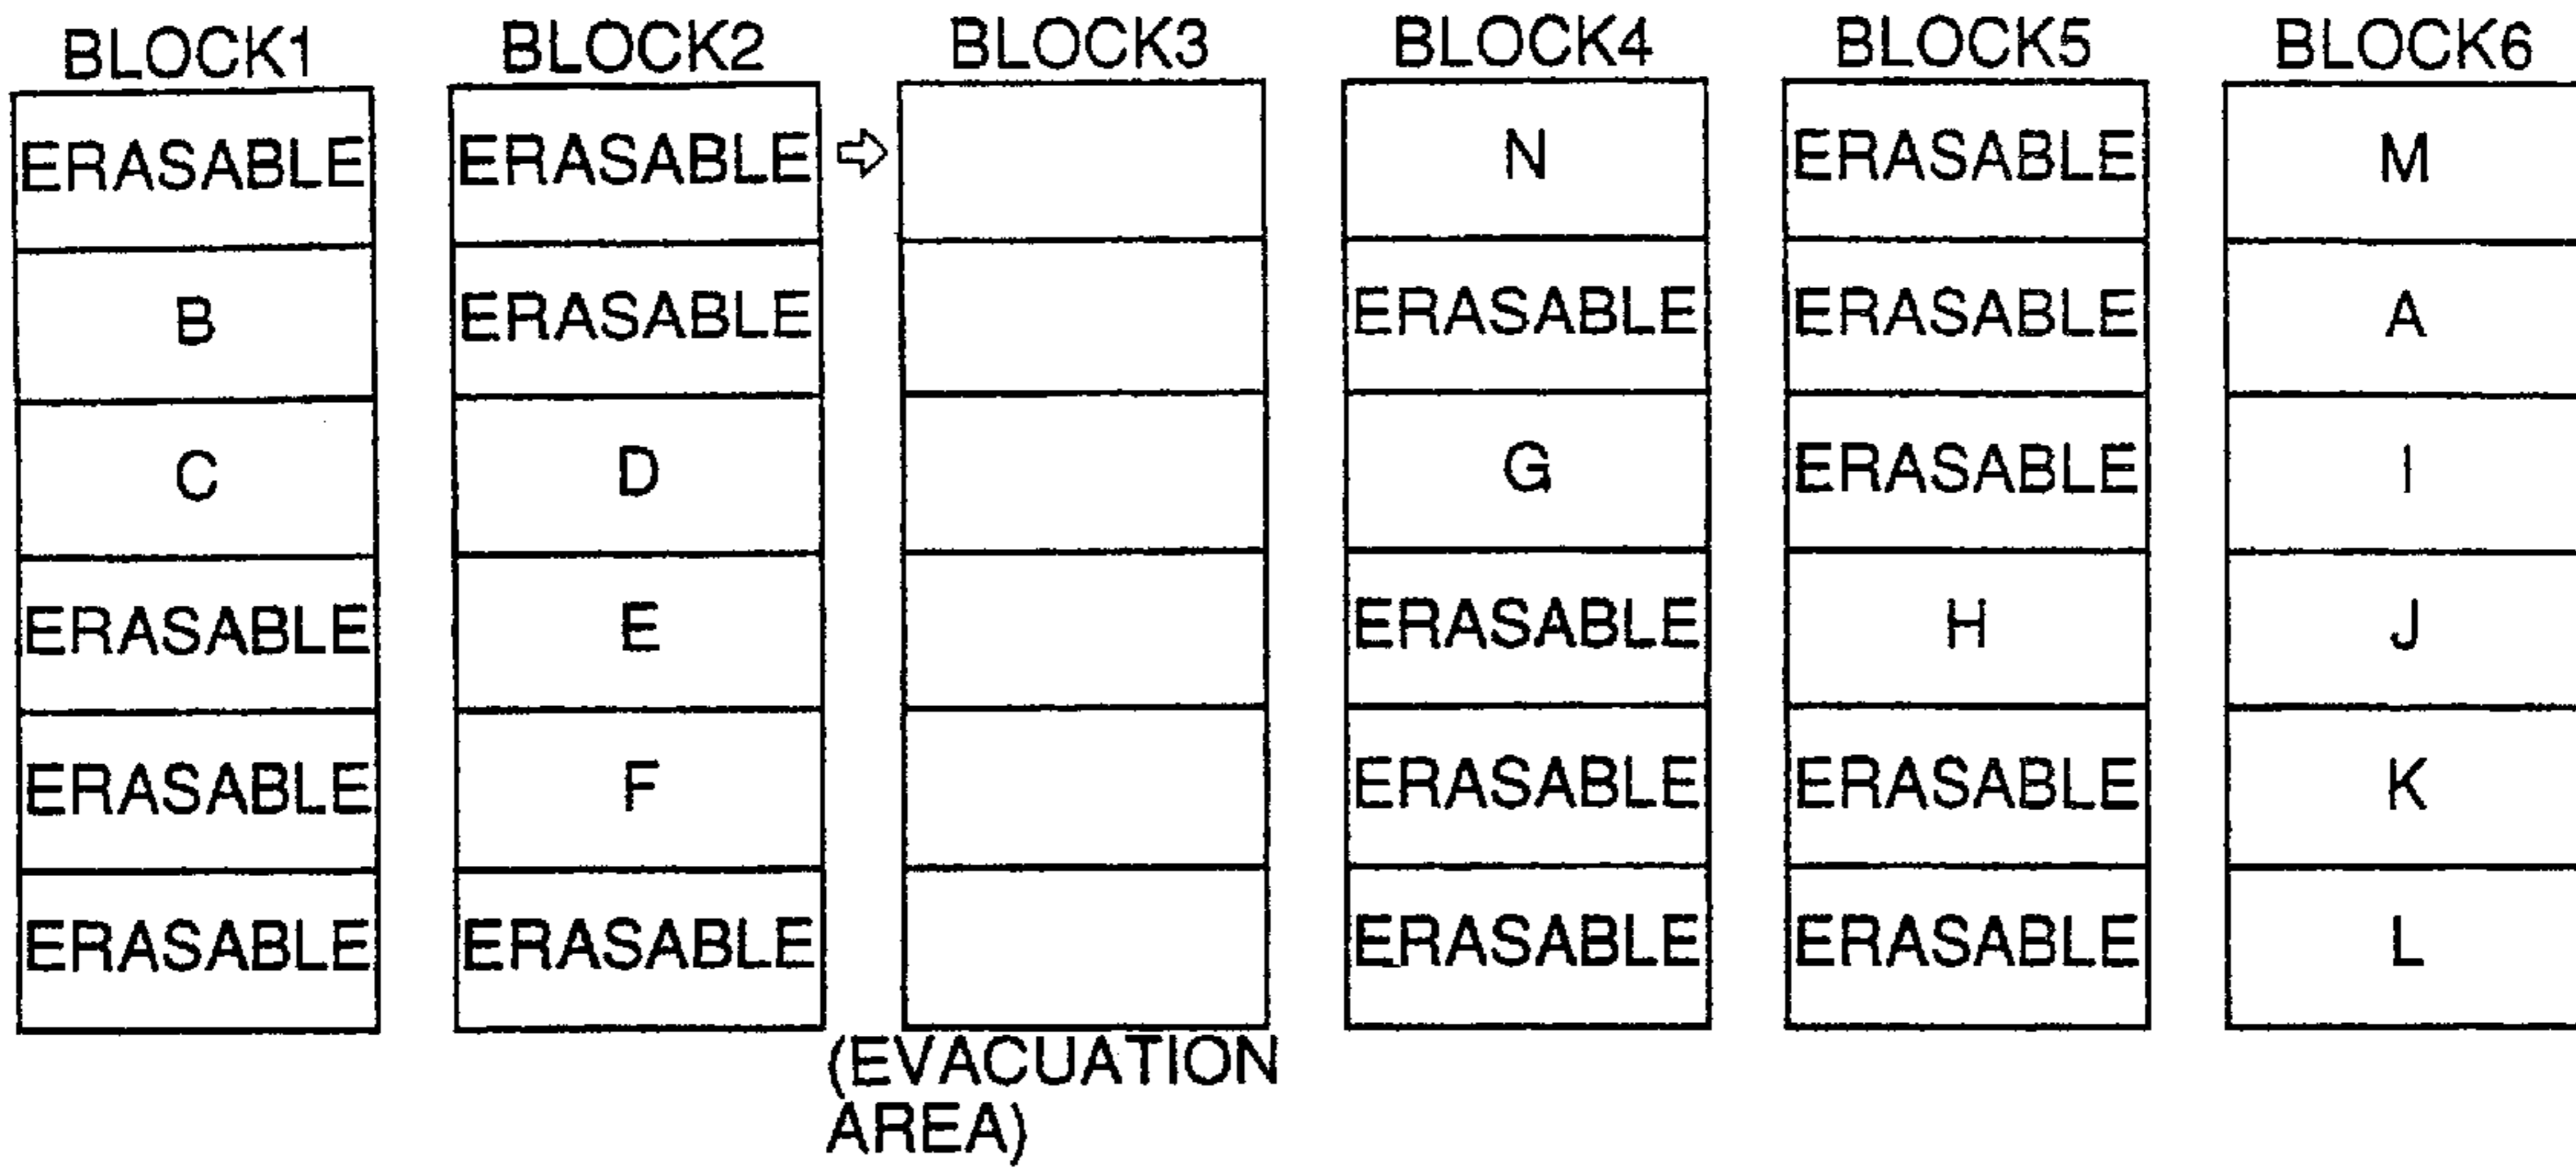 BLOCK1 BLOCK2 BLOCK3 BLOCK4 BLOCK5 BLOCK6
ERASABLE ERASABLE N ERASABLE M
B ERASABLE ERASABLE ERASABLE A
C D G ERASABLE I
ERASABLE E ERASABLE H J
ERASABLE F ERASABLE ERASABLE K
ERASABLE ERASABLE ERASABLE ERASABLE L
(EVACUATION
AREA)